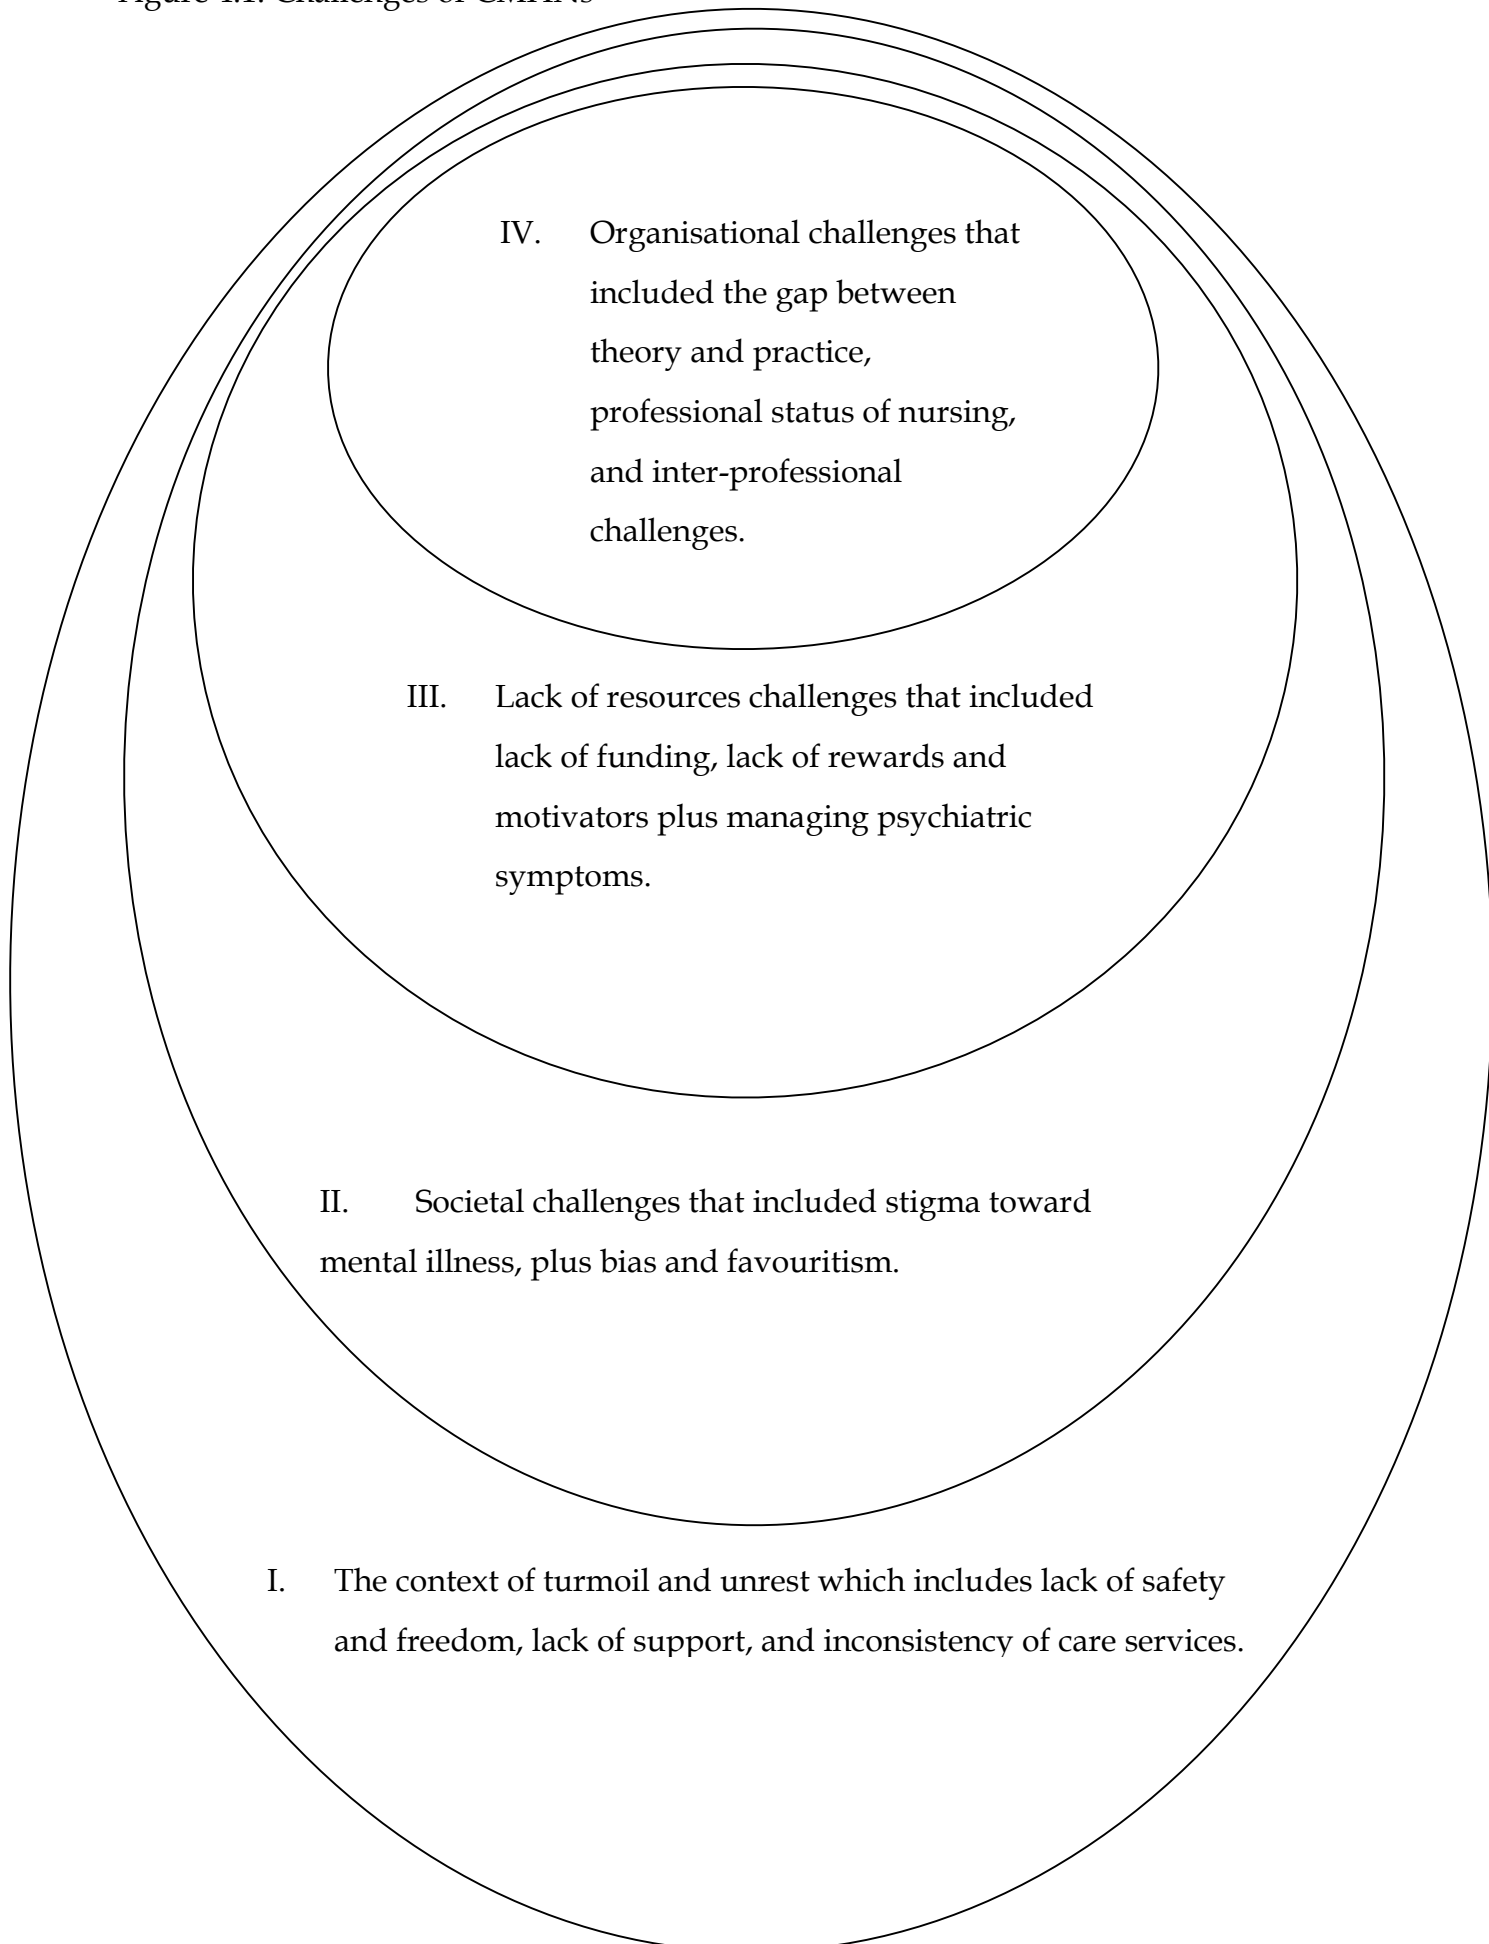 Challenges of CMHNs
IV. Organisational challenges that
included the gap between
theory and practice,
professional status of nursing,
and inter-professional
challenges.
III. Lack of resources challenges that included
lack of funding, lack of rewards and
motivators plus managing psychiatric
symptoms.
II. Societal challenges that included stigma toward
mental illness, plus bias and favouritism.
I. The context of turmoil and unrest which includes lack of safety
and freedom, lack of support, and inconsistency of care services.